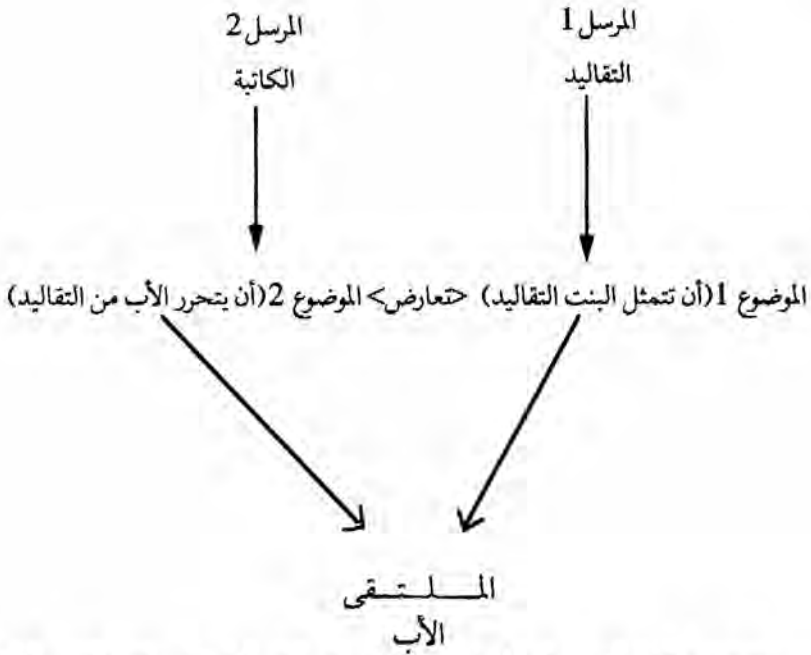 المرسل 1
التقاليد
المرسل 2
الكاتبة
الموضوع 1 (أن تتمثل البنت التقاليد) <تعارض> الموضوع 2 (أن يتحرر الأب من التقاليد)
الملتقى
الأب